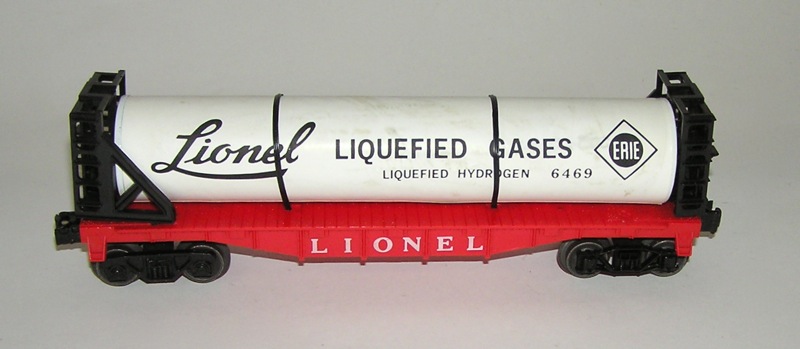 Lionel LIQUEFIED GASES
LIQUEFIED HYDROGEN 6469
ERIE
LIONEL